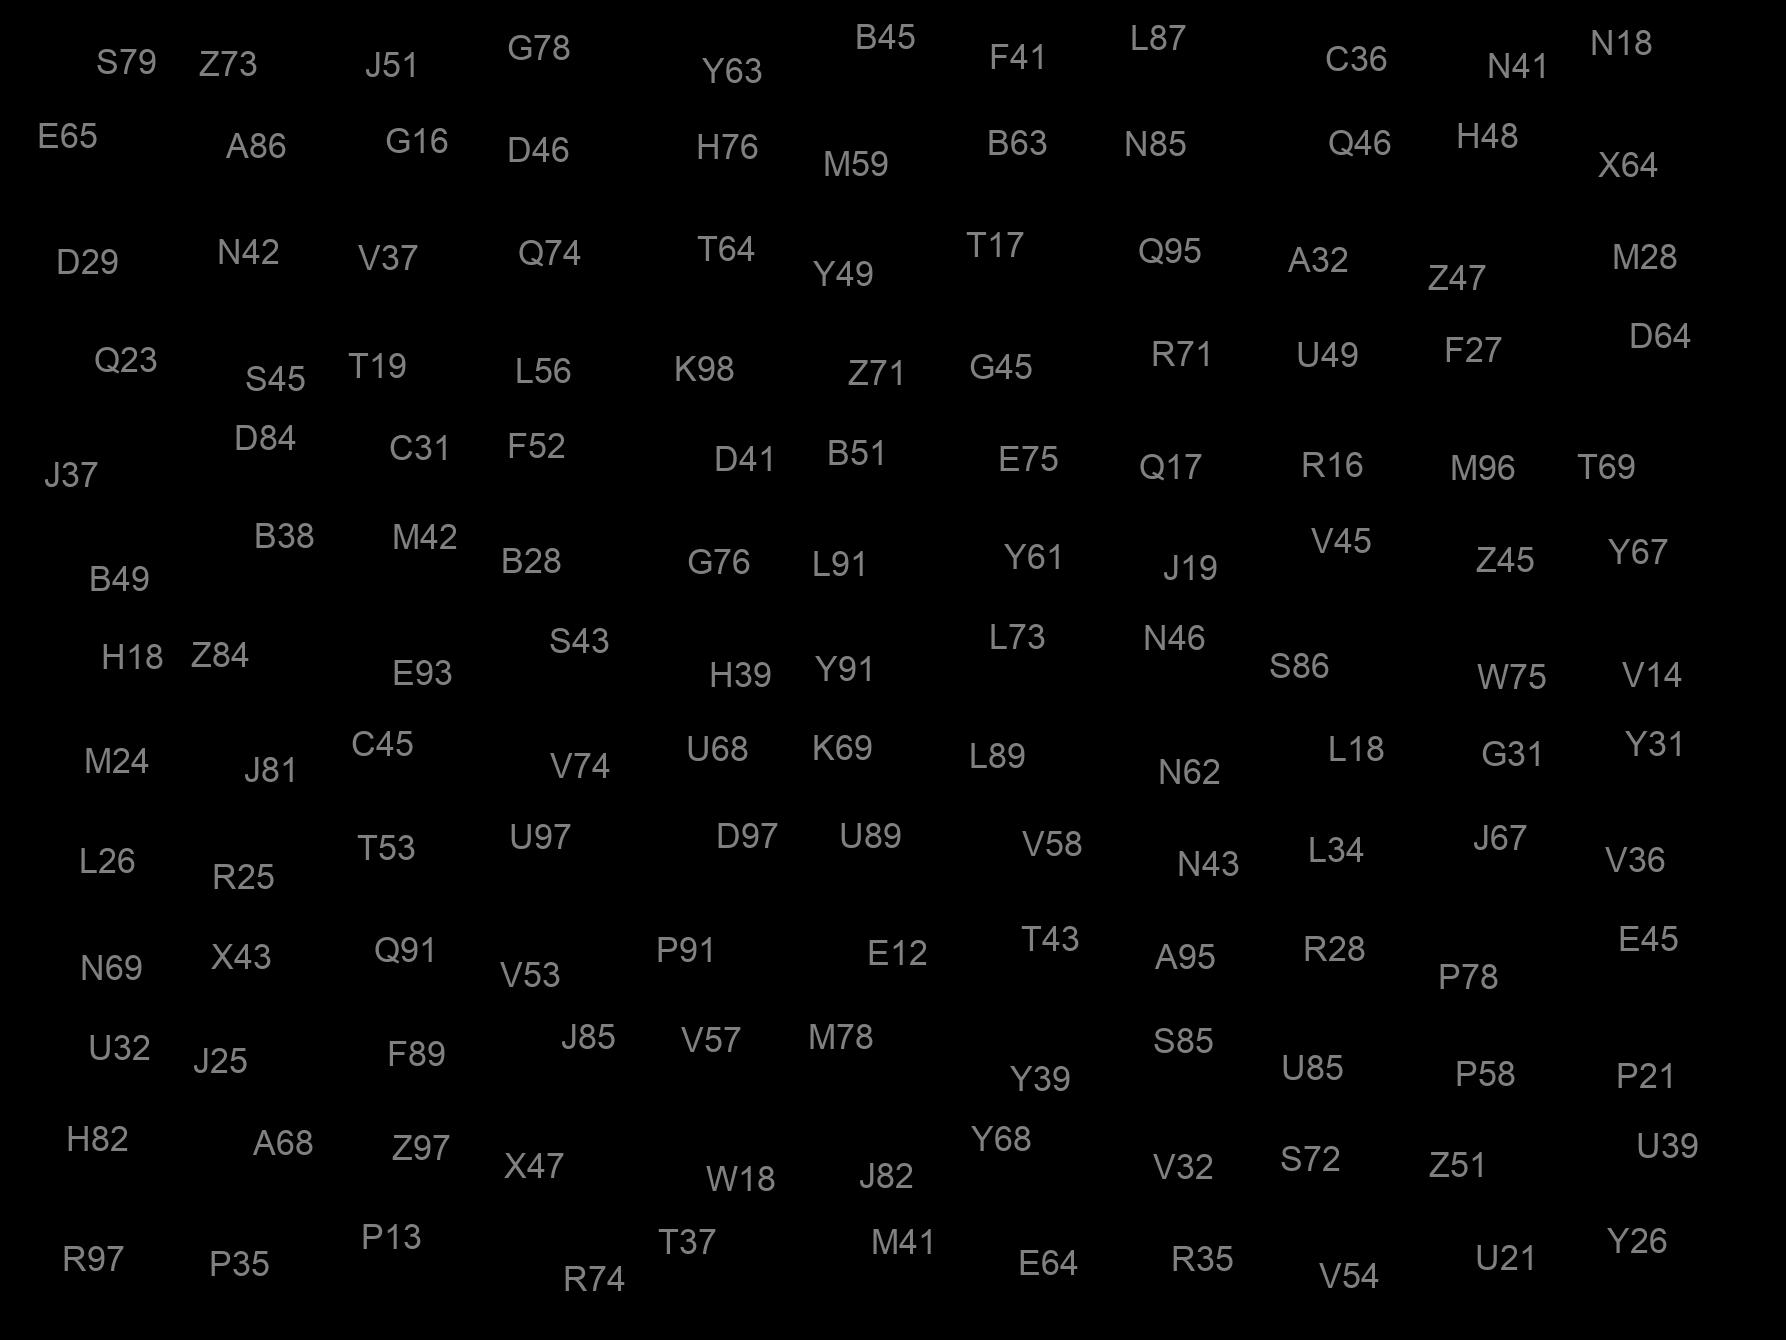 S79 Z73 J51 G78 Y63 B45 F41 L87 C36 N41 N18
E65 A86 G16 D46 H76 M59 B63 N85 Q46 H48 X64
D29 N42 V37 Q74 T64 Y49 T17 Q95 A32 Z47 M28
Q23 S45 T19 L56 K98 Z71 G45 R71 U49 F27 D64
J37 D84 C31 F52 D41 B51 E75 Q17 R16 M96 T69
B49 B38 M42 B28 G76 L91 Y61 J19 V45 Z45 Y67
H18 Z84 E93 S43 H39 Y91 L73 N46 S86 W75 V14
M24 J81 C45 V74 U68 K69 L89 N62 L18 G31 Y31
L26 R25 T53 U97 D97 U89 V58 N43 L34 J67 V36
N69 X43 Q91 V53 P91 E12 T43 A95 R28 P78 E45
U32 J25 F89 J85 V57 M78 Y39 S85 U85 P58 P21
H82 A68 Z97 X47 W18 J82 Y68 V32 S72 Z51 U39
R97 P35 P13 R74 T37 M41 E64 R35 V54 U21 Y26